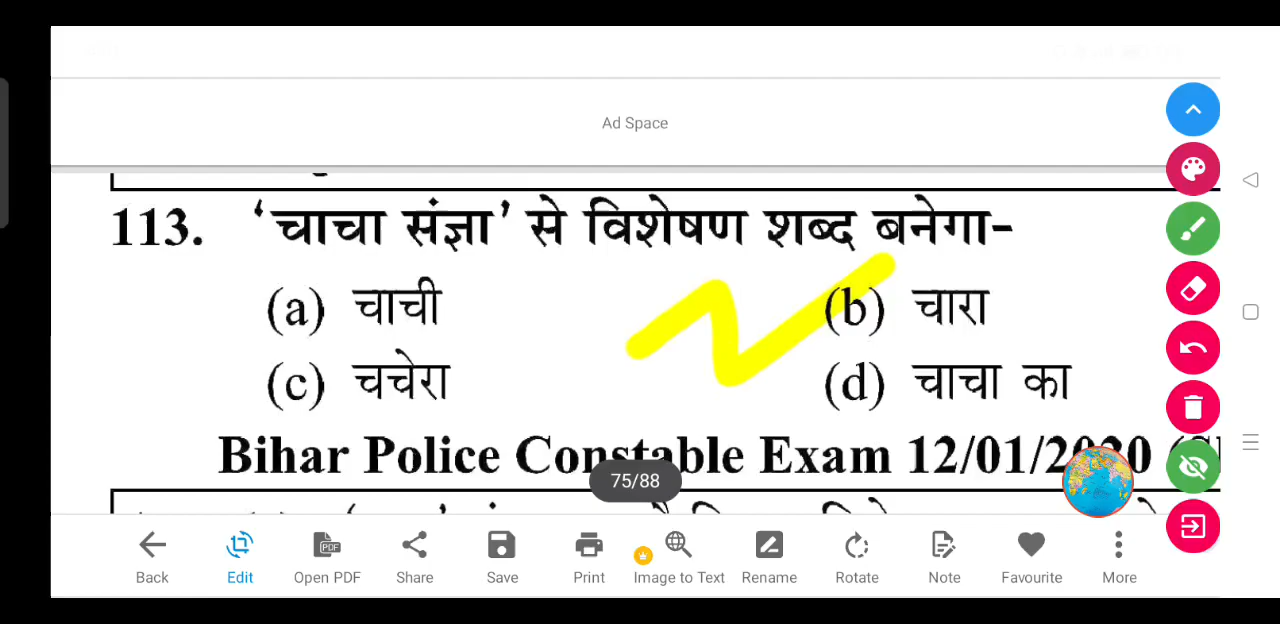 Ad Space
113. ‘चाचा संज्ञा’ से विशेषण शब्द बनेगा-
(a) चाची (b) चारा
(c) चचेरा (d) चाचा का
Bihar Police Constable Exam 12/01/2020
75/88
PDF
Back Edit Open PDF Share Save Print Image to Text Rename Rotate Note Favourite More